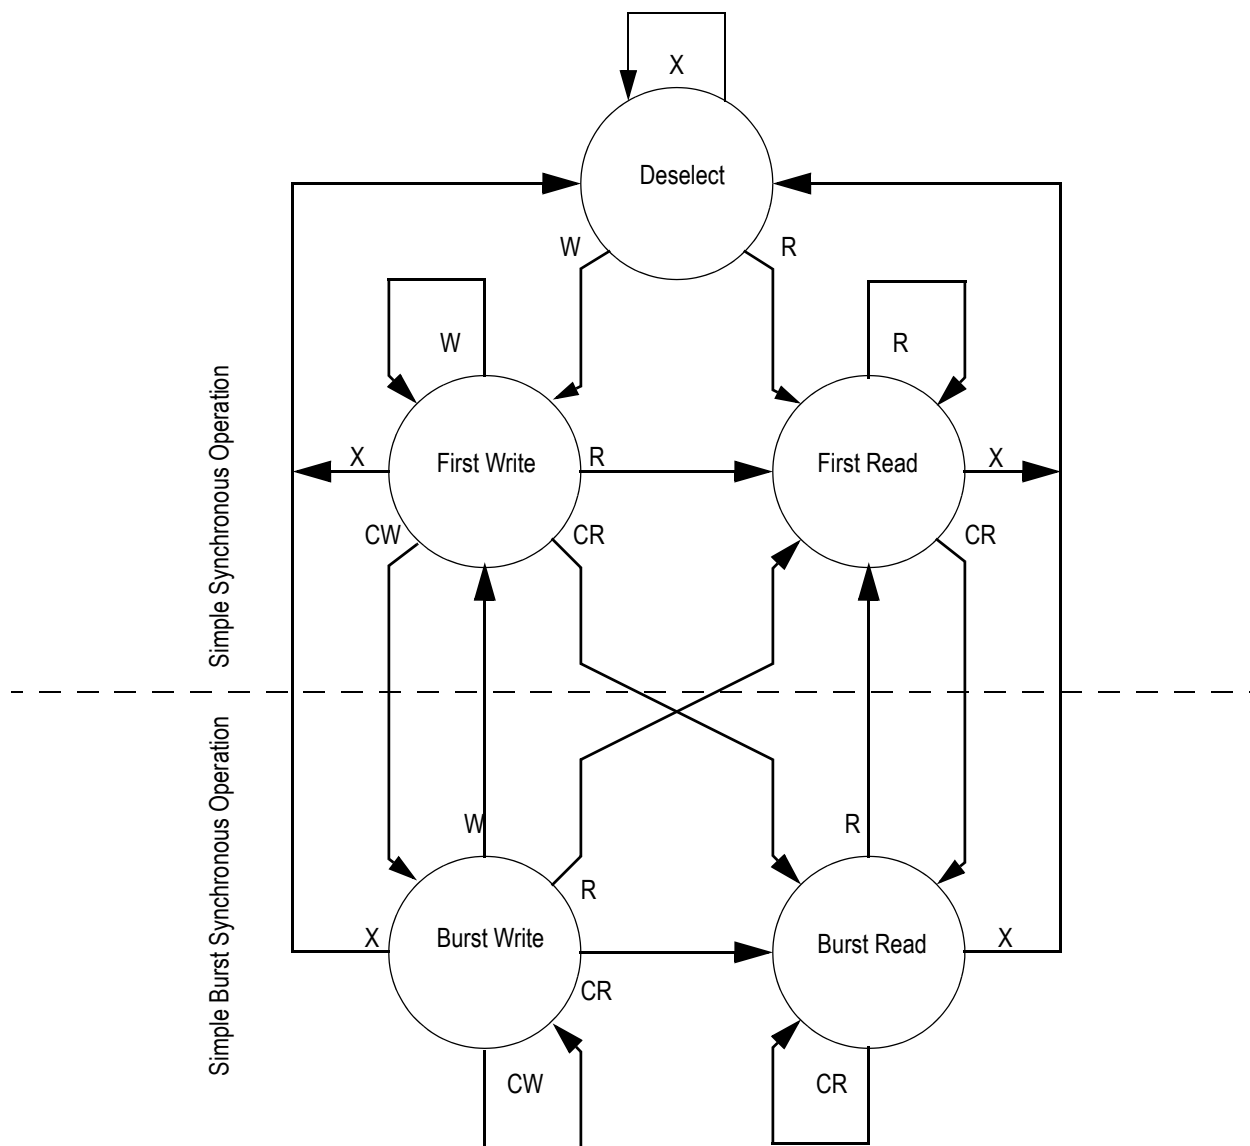 X
Deselect
W
R
W
R
X
First Write
R
First Read
X
CW
CR
CR
Simple Synchronous Operation
Simple Burst Synchronous Operation
W
R
R
X
Burst Write
Burst Read
X
CR
CW
CR